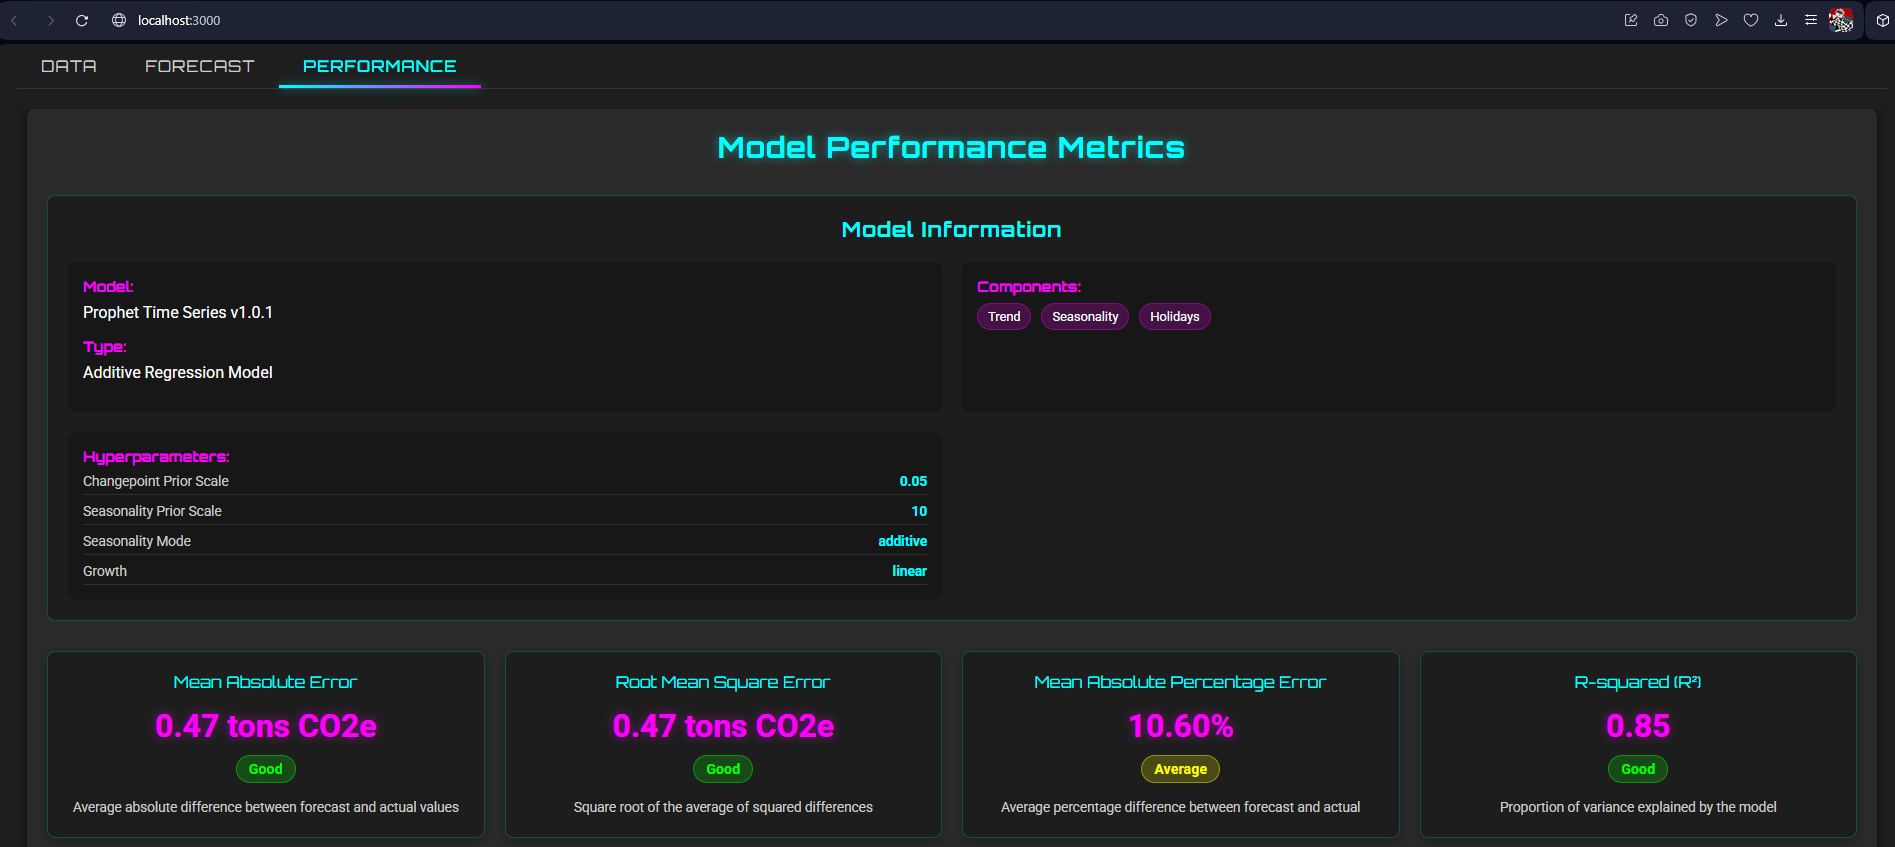 localhost:3000
DATA FORECAST PERFORMANCE
Model Performance Metrics
Model Information
Model:
Prophet Time Series v1.0.1
Type:
Additive Regression Model
Components:
Trend Seasonality Holidays
Hyperparameters:
Changepoint Prior Scale 0.05
Seasonality Prior Scale 10
Seasonality Mode additive
Growth linear
Mean Absolute Error
0.47 tons CO2e
Good
Average absolute difference between forecast and actual values
Root Mean Square Error
0.47 tons CO2e
Good
Square root of the average of squared differences
Mean Absolute Percentage Error
10.60%
Average
Average percentage difference between forecast and actual
R-squared (R²)
0.85
Good
Proportion of variance explained by the model